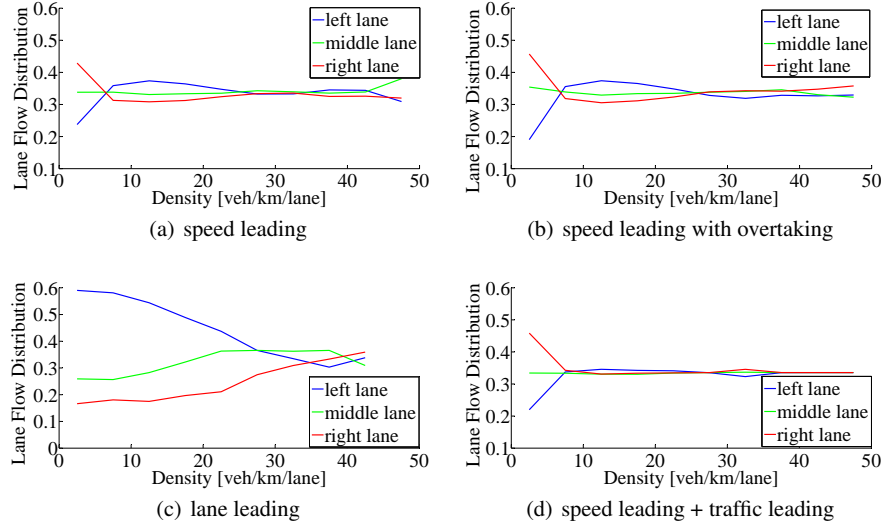 Lane Flow Distribution
0.6
0.5
0.4
0.3
0.2
0.1
0
10
20
30
40
50
Density [veh/km/lane]
left lane
middle lane
right lane
(a) speed leading
Lane Flow Distribution
0.6
0.5
0.4
0.3
0.2
0.1
0
10
20
30
40
50
Density [veh/km/lane]
left lane
middle lane
right lane
(b) speed leading with overtaking
Lane Flow Distribution
0.6
0.5
0.4
0.3
0.2
0.1
0
0
10
20
30
40
50
Density [veh/km/lane]
left lane
middle lane
right lane
(c) lane leading
Lane Flow Distribution
0.6
0.5
0.4
0.3
0.2
0.1
0
10
20
30
40
50
Density [veh/km/lane]
left lane
middle lane
right lane
(d) speed leading + traffic leading